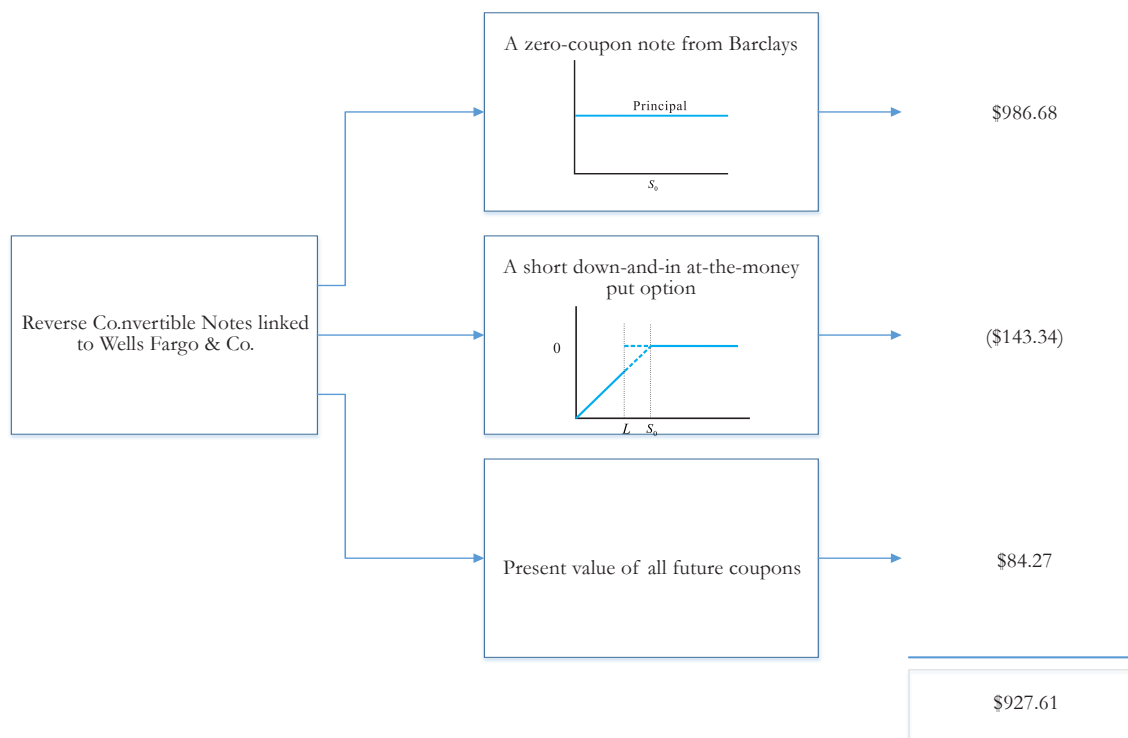 A zero-coupon note from Barclays
Principal
S₀
$986.68
Reverse Co.nvertible Notes linked
to Wells Fargo & Co.
A short down-and-in at-the-money
put option
0
L S₀
($143.34)
Present value of all future coupons
$84.27
$927.61